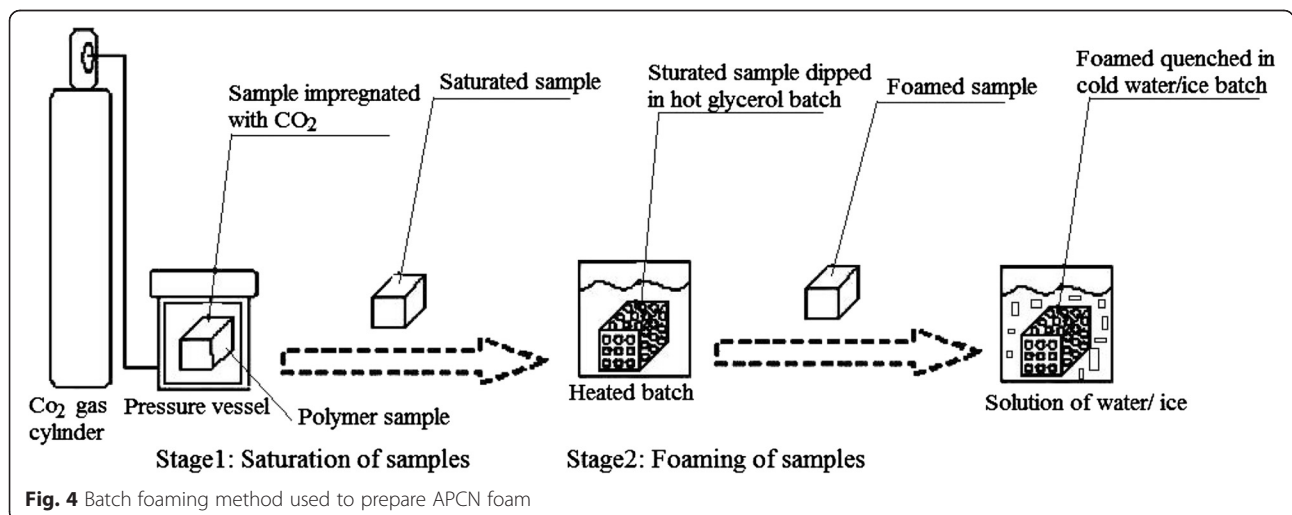 Sample impregnated
with CO2
Saturated sample
Sturated sample dipped
in hot glycerol batch
Foamed sample
Foamed quenched in
cold water/ice batch
Co2 gas
cylinder
Pressure vessel
Polymer sample
Heated batch
Solution of water/ ice
Stage1: Saturation of samples
Stage2: Foaming of samples
Fig. 4 Batch foaming method used to prepare APCN foam